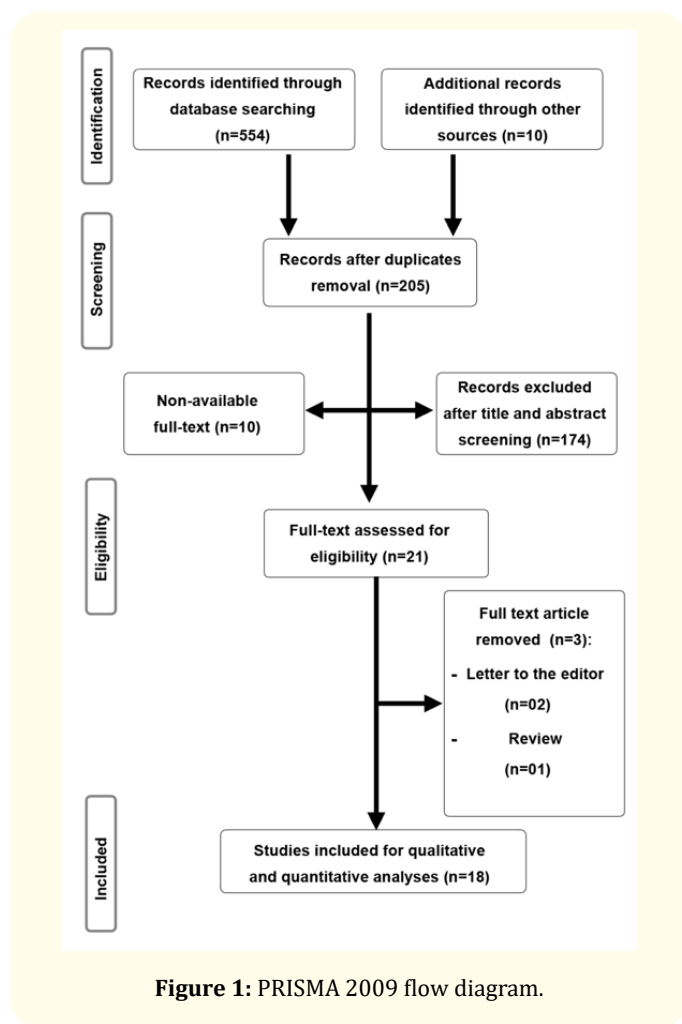 Identification
Records identified through
database searching
(n=554)
Additional records
identified through other
sources (n=10)
Screening
Records after duplicates
removal (n=205)
Non-available
full-text (n=10)
Records excluded
after title and abstract
screening (n=174)
Eligibility
Full-text assessed for
eligibility (n=21)
Full text article
removed (n=3):
- Letter to the editor
(n=02)
- Review
(n=01)
Included
Studies included for qualitative
and quantitative analyses (n=18)
Figure 1: PRISMA 2009 flow diagram.